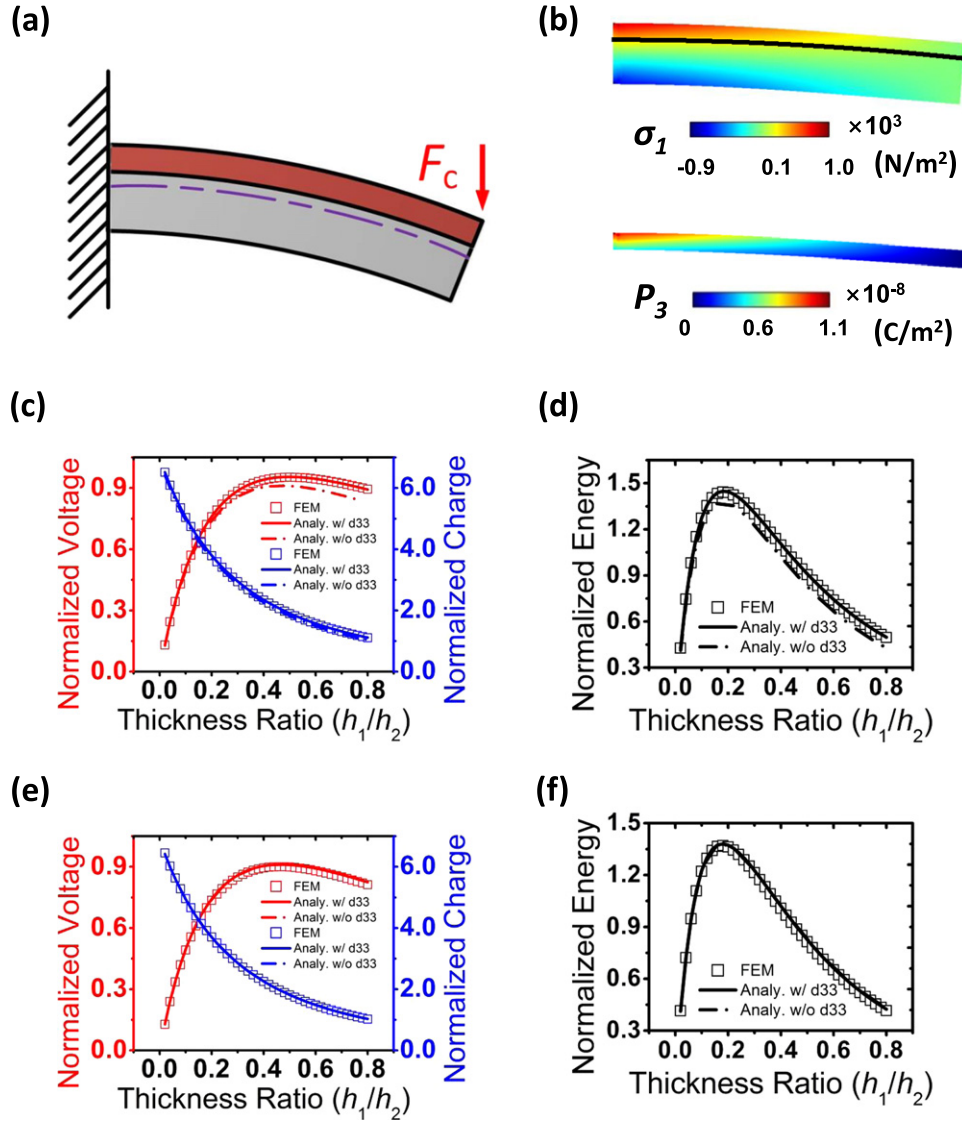 (a)
F_c
(b)
σ₁
×10³
-0.9 0.1 1.0 (N/m²)
P₃
×10⁻⁸
0 0.6 1.1 (C/m²)
(c)
Normalized Voltage
0.9
0.6
0.3
0.0
FEM
Analy. w/ d33
Analy. w/o d33
FEM
Analy. w/ d33
Analy. w/o d33
6.0
4.0
2.0
0.0
Normalized Charge
0.0 0.2 0.4 0.6 0.8
Thickness Ratio (h₁/h₂)
(d)
Normalized Energy
1.5
1.2
0.9
0.6
0.3
FEM
Analy. w/ d33
Analy. w/o d33
0.0 0.2 0.4 0.6 0.8
Thickness Ratio (h₁/h₂)
(e)
Normalized Voltage
0.9
0.6
0.3
0.0
FEM
Analy. w/ d33
Analy. w/o d33
FEM
Analy. w/ d33
Analy. w/o d33
6.0
4.0
2.0
0.0
Normalized Charge
0.0 0.2 0.4 0.6 0.8
Thickness Ratio (h₁/h₂)
(f)
Normalized Energy
1.5
1.2
0.9
0.6
0.3
FEM
Analy. w/ d33
Analy. w/o d33
0.0 0.2 0.4 0.6 0.8
Thickness Ratio (h₁/h₂)